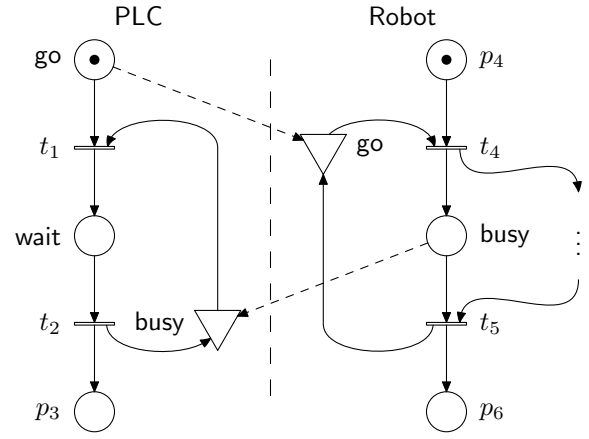 PLC
Robot
go
p₄
t₁
go
t₄
wait
busy
⋮
t₂
busy
t₅
p₃
p₆